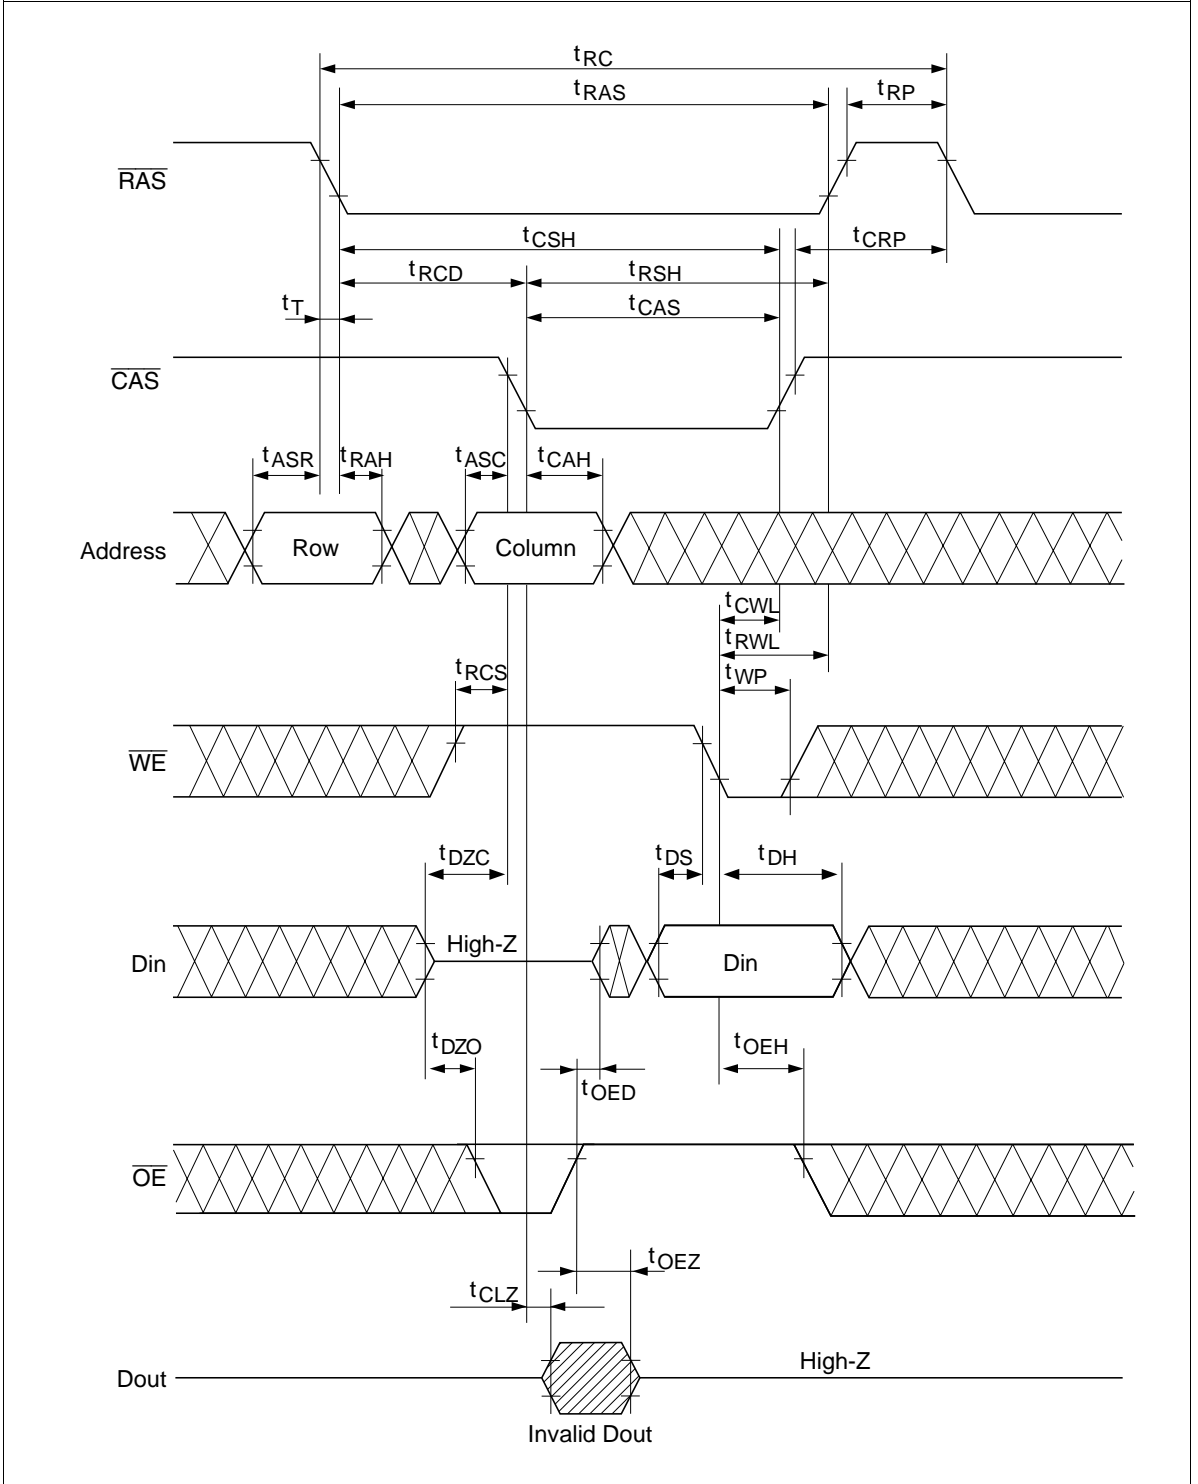 tRC
tRAS
tRP
RAS
tCSH
tCRP
tRCD
tRSH
tT
tCAS
CAS
tASR
tRAH
tASC
tCAH
Address
Row
Column
tCWL
tRWL
tRCS
tWP
WE
tDZC
tDS
tDH
High-Z
Din
Din
tDZO
tOEH
tOED
OE
tOEZ
tCLZ
High-Z
Dout
Invalid Dout